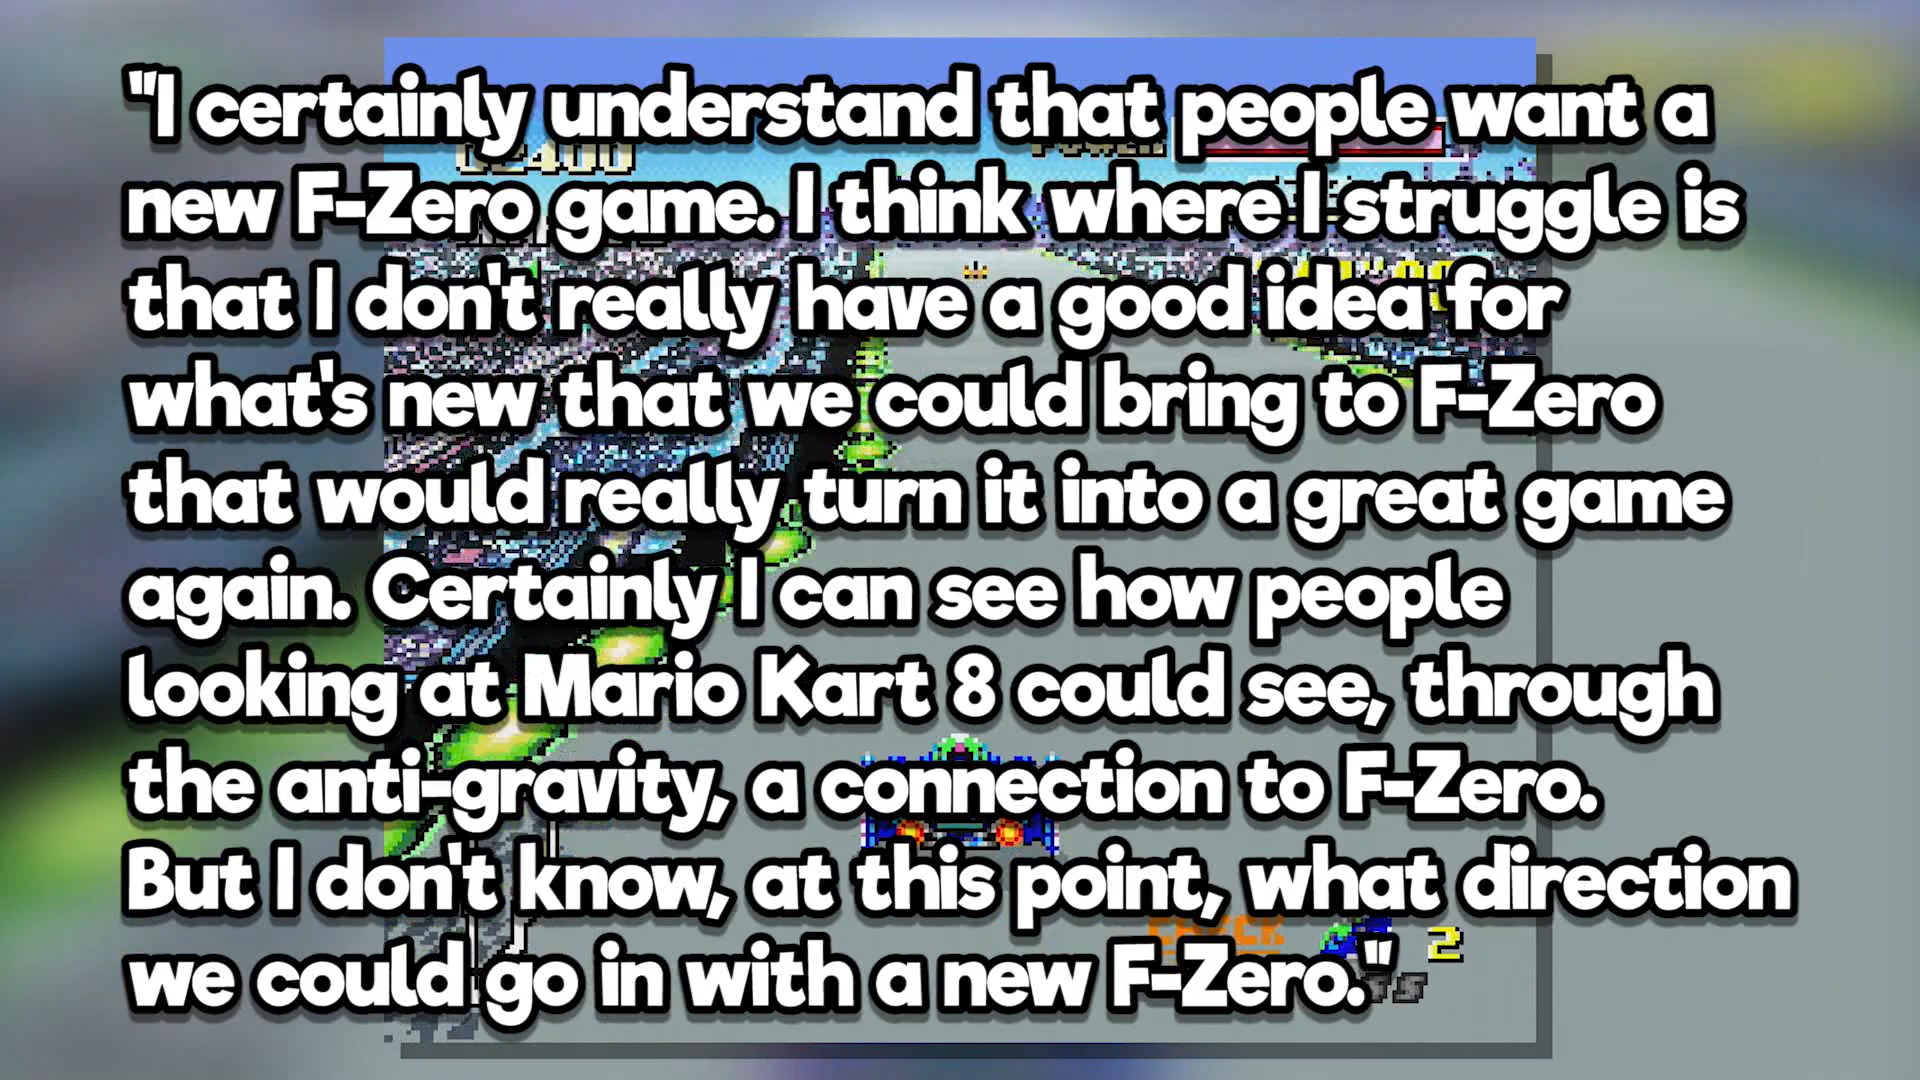 "I certainly understand that people want a
new F-Zero game. I think where I struggle is
that I don't really have a good idea for
what's new that we could bring to F-Zero
that would really turn it into a great game
again. Certainly I can see how people
looking at Mario Kart 8 could see, through
the anti-gravity, a connection to F-Zero.
But I don't know, at this point, what direction
we could go in with a new F-Zero."
POWER
2